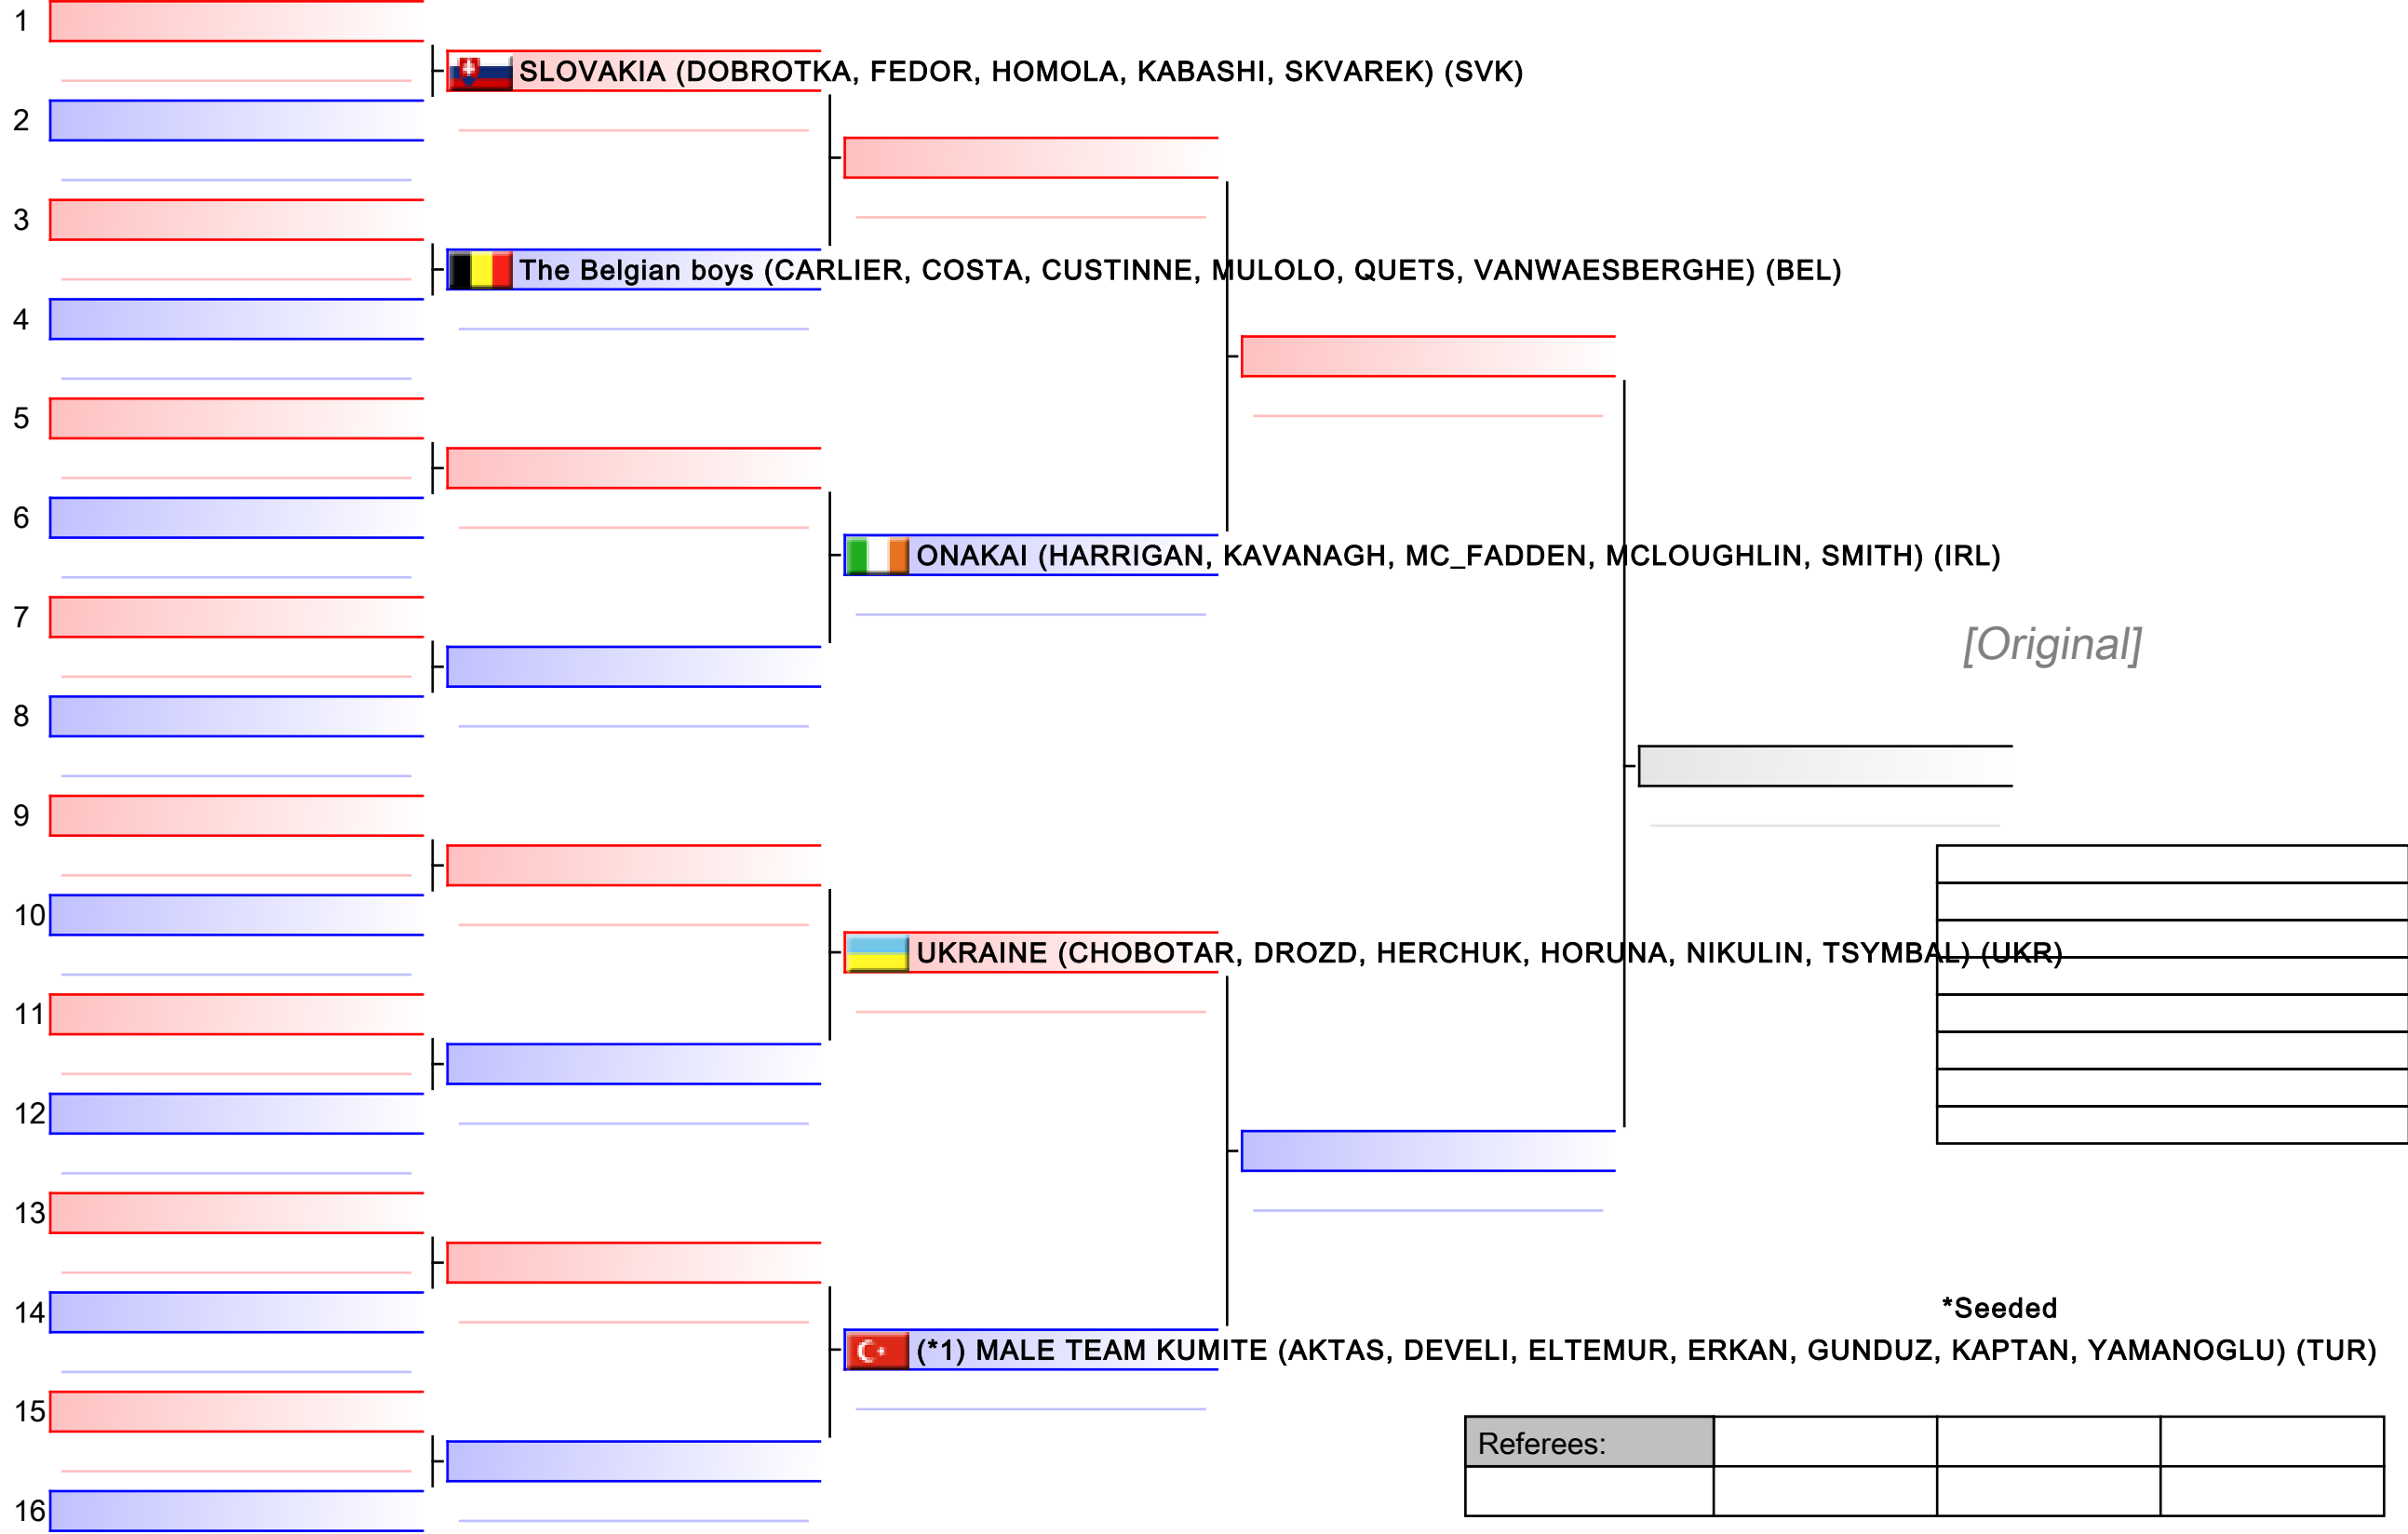 1
SLOVAKIA (DOBROTKA, FEDOR, HOMOLA, KABASHI, SKVAREK) (SVK)
2
3
The Belgian boys (CARLIER, COSTA, CUSTINNE, MULOLO, QUETS, VANWAESBERGHE) (BEL)
4
5
6
ONAKAI (HARRIGAN, KAVANAGH, MC_FADDEN, MCLOUGHLIN, SMITH) (IRL)
7
[Original]
8
9
10
UKRAINE (CHOBOTAR, DROZD, HERCHUK, HORUNA, NIKULIN, TSYMBAL) (UKR)
11
12
13
14
*Seeded
(*1) MALE TEAM KUMITE (AKTAS, DEVELI, ELTEMUR, ERKAN, GUNDUZ, KAPTAN, YAMANOGLU) (TUR)
15
Referees:
16